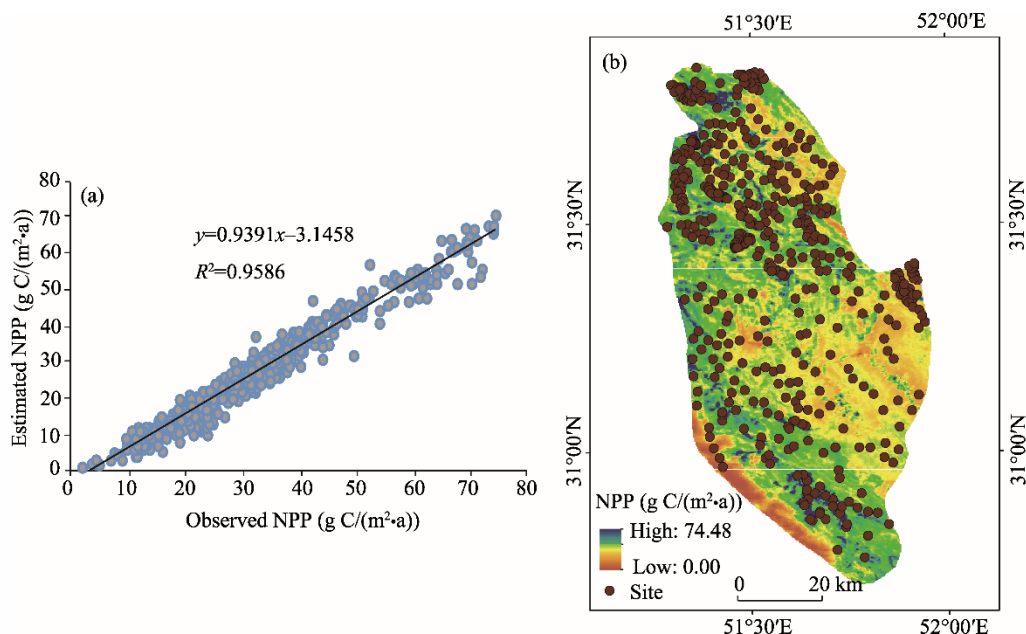 (a)
y=0.9391x–3.1458
R²=0.9586
80
70
60
50
40
30
20
10
0
Estimated NPP (g C/(m²•a))
0 10 20 30 40 50 60 70 80
Observed NPP (g C/(m²•a))
51°30′E 52°00′E
(b)
31°30′N 31°30′N
31°00′N 31°00′N
NPP (g C/(m²•a))
High: 74.48
Low: 0.00
Site
0 20 km
51°30′E 52°00′E